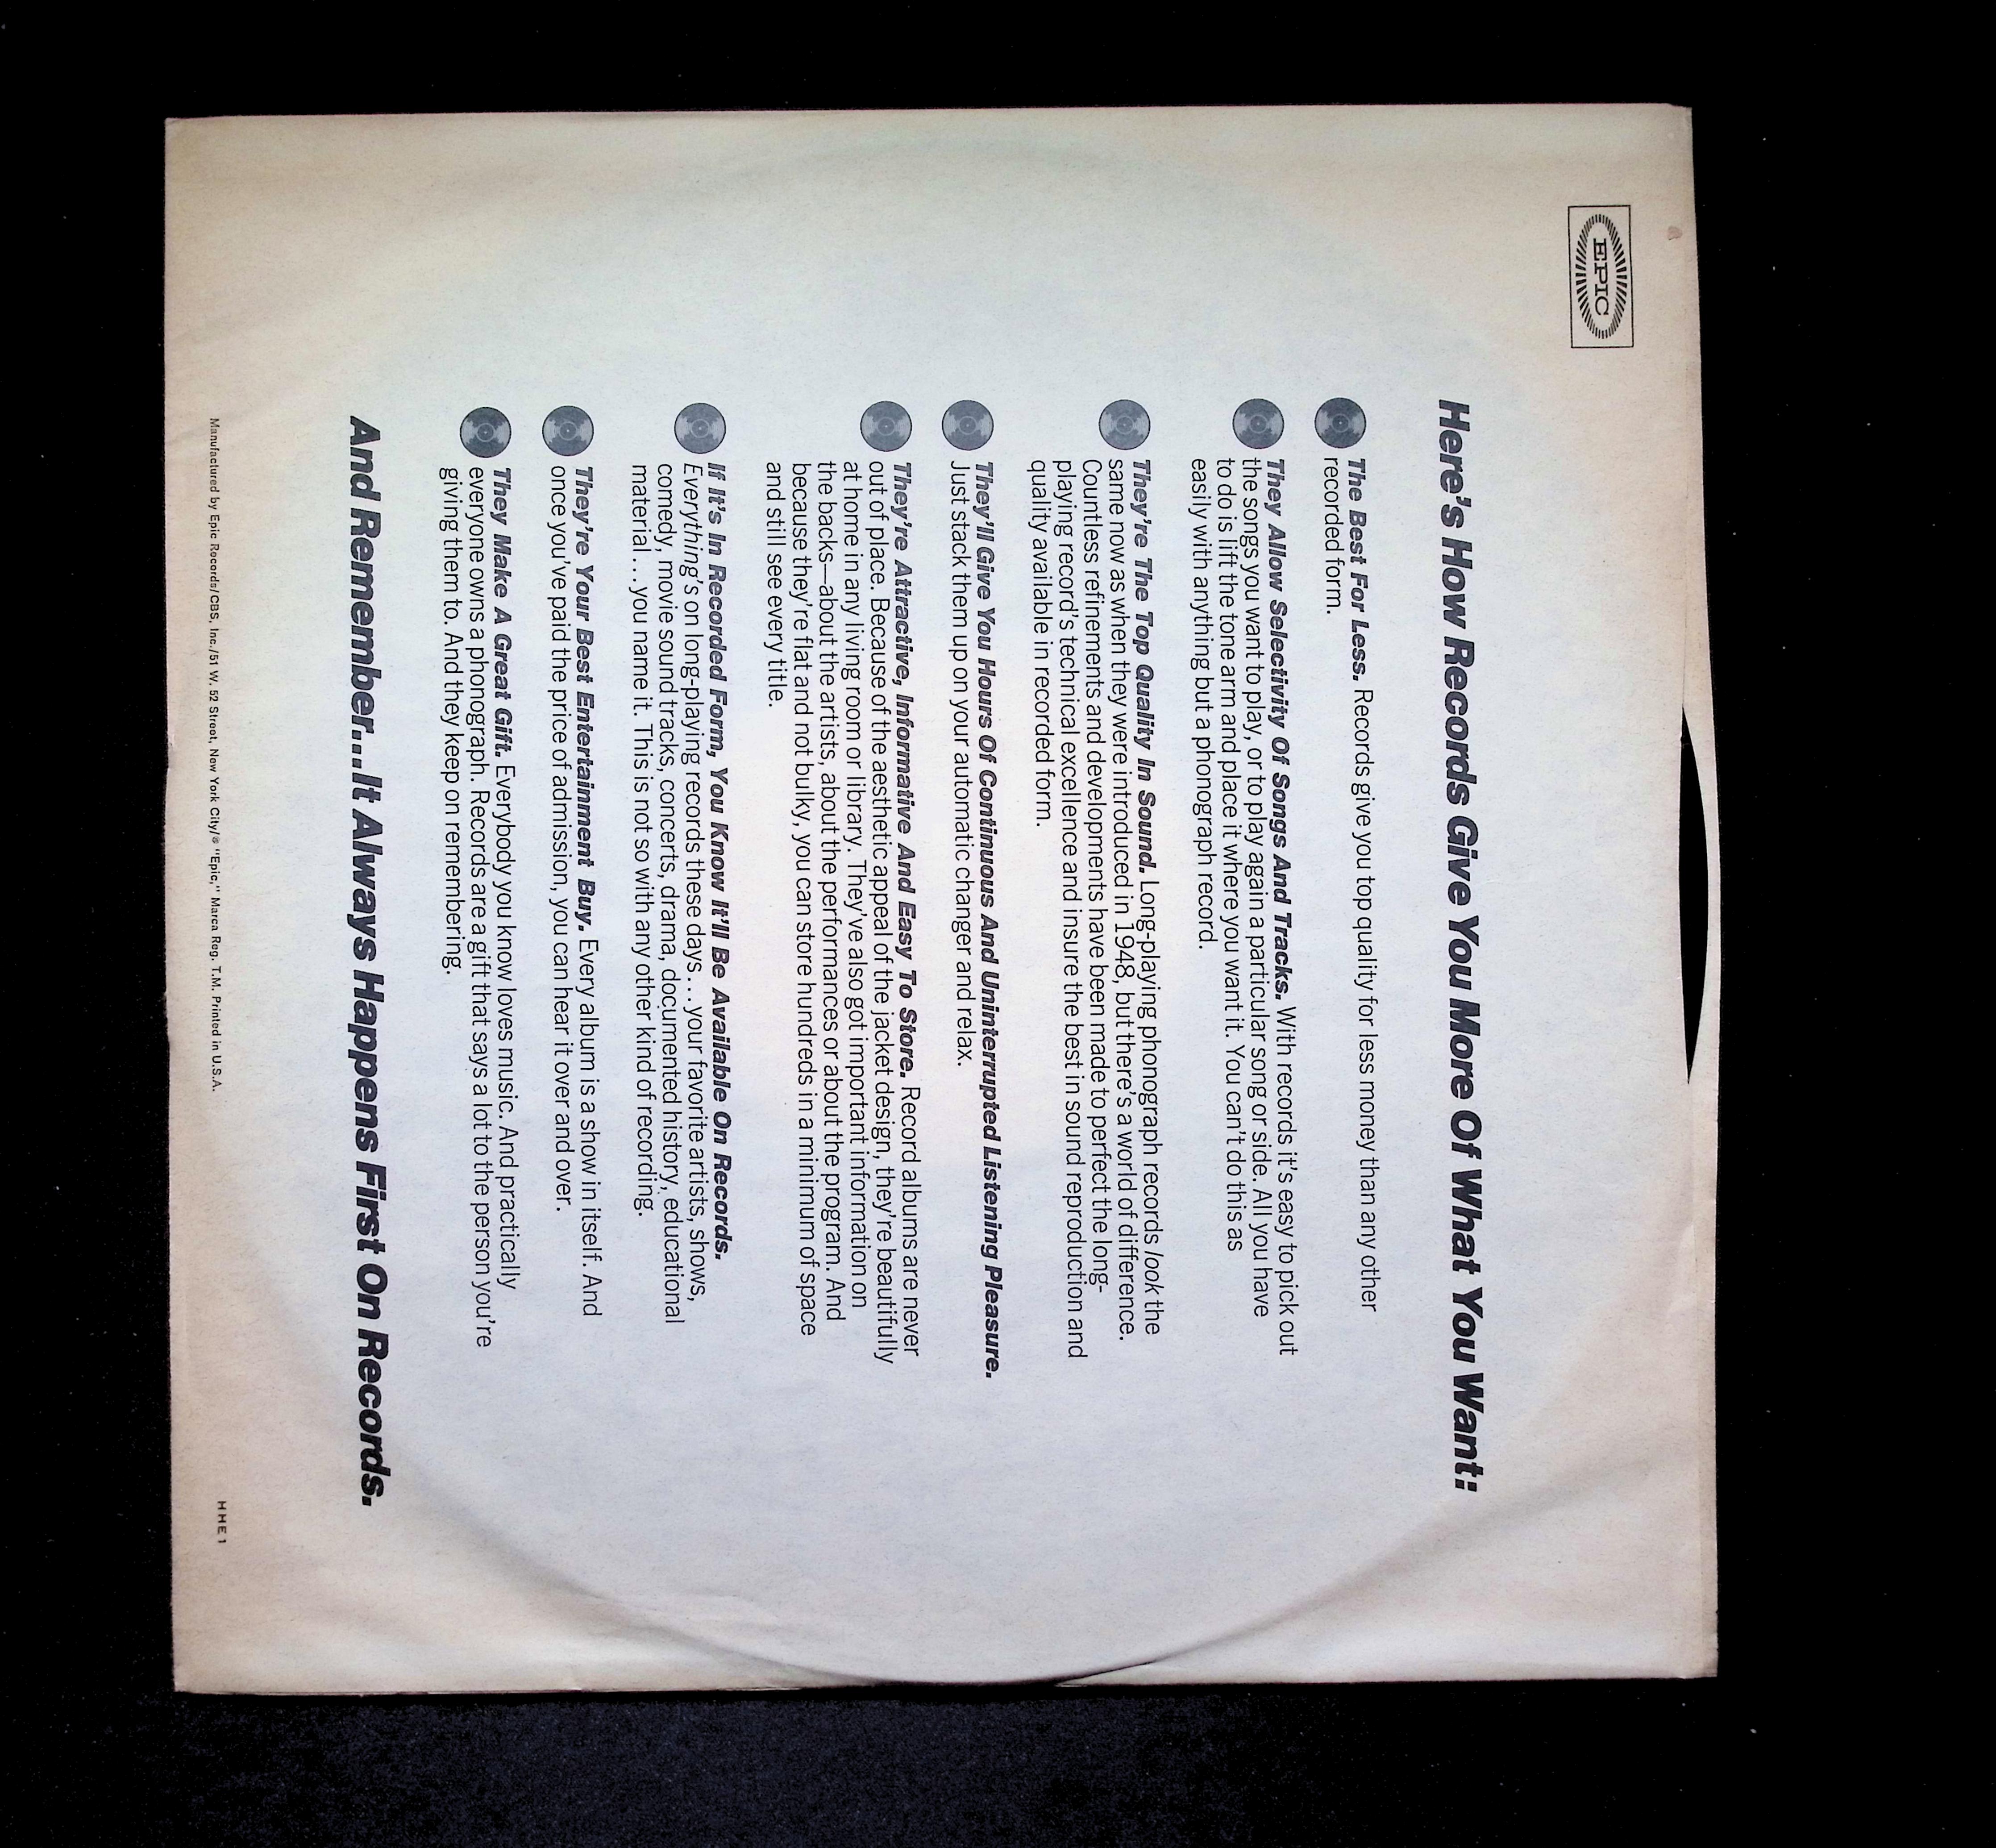 EPIC
Here's How Records Give You More Of What You Want:
The Best For Less. Records give you top quality for less money than any other
recorded form.
They Allow Selectivity Of Songs And Tracks. With records it's easy to pick out
the songs you want to play, or to play again a particular song or side. All you have
to do is lift the tone arm and place it where you want it. You can't do this as
easily with anything but a phonograph record.
They're The Top Quality In Sound. Long-playing phonograph records look the
same now as when they were introduced in 1948, but there's a world of difference.
Countless refinements and developments have been made to perfect the long-
playing record's technical excellence and insure the best in sound reproduction and
quality available in recorded form.
They'll Give You Hours Of Continuous And Uninterrupted Listening Pleasure.
Just stack them up on your automatic changer and relax.
They're Attractive, Informative And Easy To Store. Record albums are never
out of place. Because of the aesthetic appeal of the jacket design, they're beautifully
at home in any living room or library. They've also got important information on
the backs—about the artists, about the performances or about the program. And
because they're flat and not bulky, you can store hundreds in a minimum of space
and still see every title.
If It's In Recorded Form, You Know It'll Be Available On Records.
Everything's on long-playing records these days...your favorite artists, shows,
comedy, movie sound tracks, concerts, drama, documented history, educational
material...you name it. This is not so with any other kind of recording.
They're Your Best Entertainment Buy. Every album is a show in itself. And
once you've paid the price of admission, you can hear it over and over.
They Make A Great Gift. Everybody you know loves music. And practically
everyone owns a phonograph. Records are a gift that says a lot to the person you're
giving them to. And they keep on remembering.
And Remember...It Always Happens First On Records.
Manufactured by Epic Records/CBS, Inc./51 W. 52 Street, New York City/® "Epic," Marca Reg. T.M. Printed in U.S.A.
HHE1